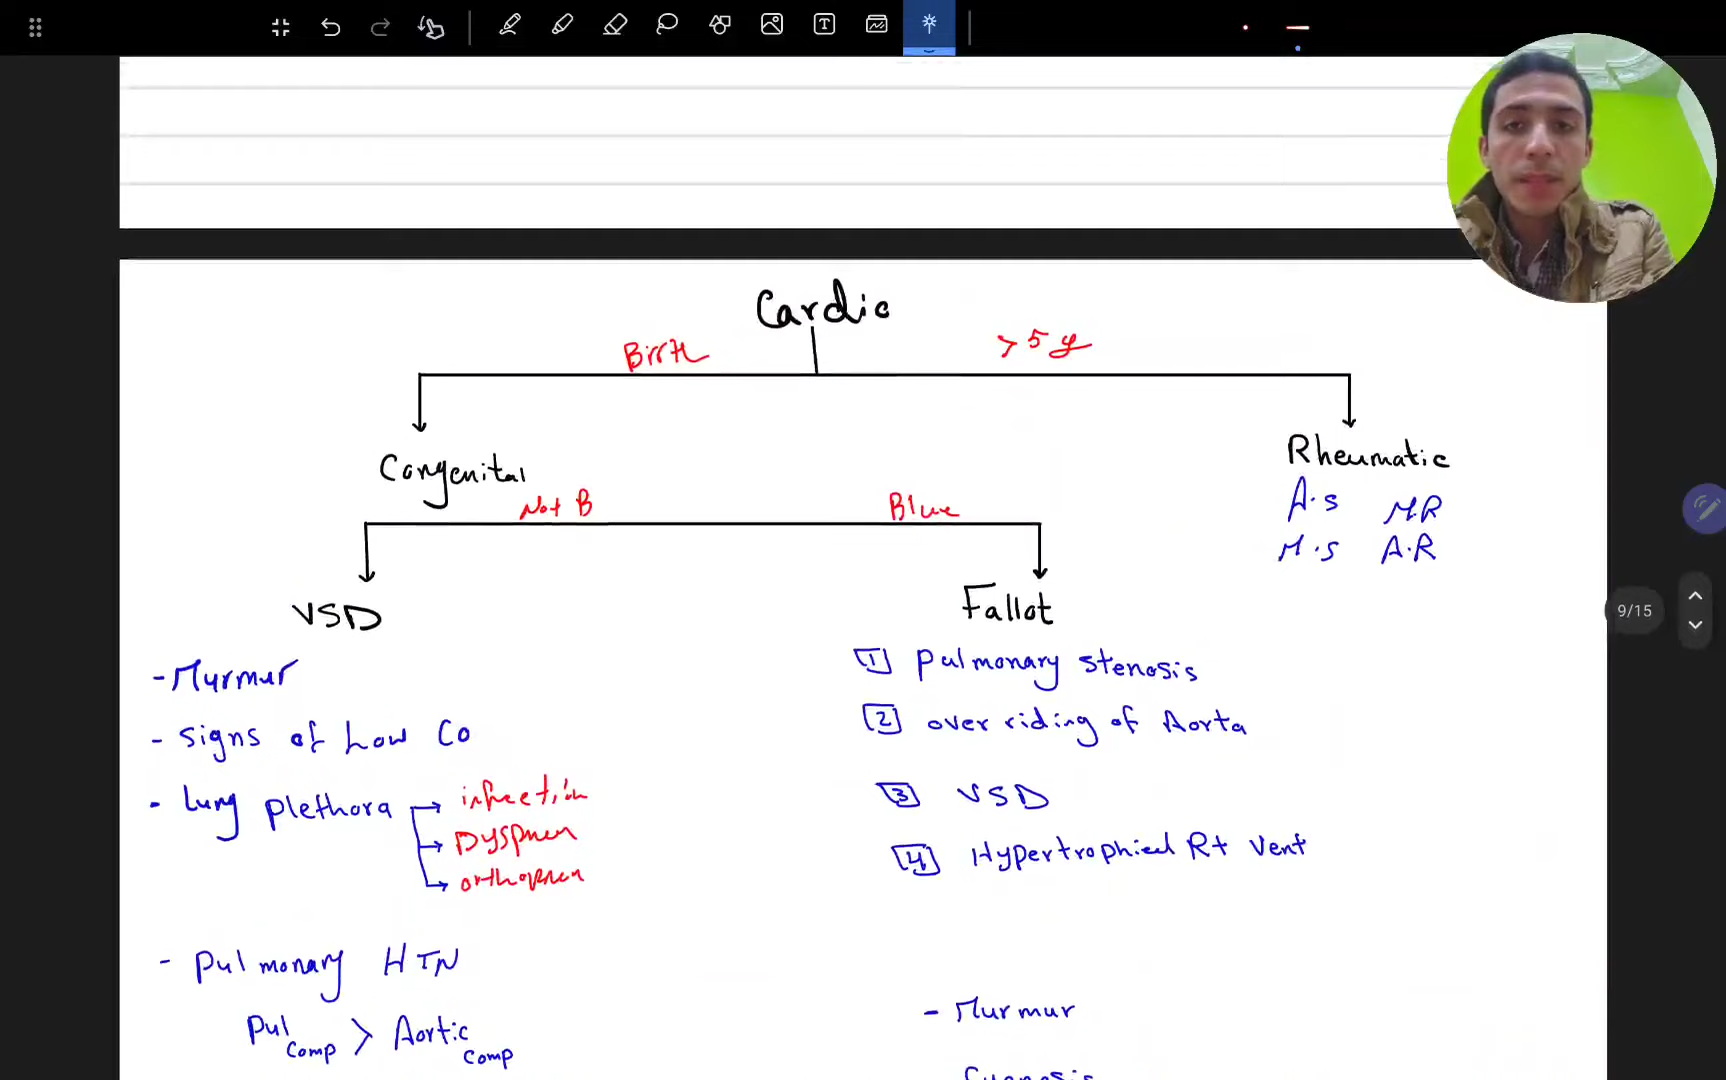 Cardic
Birth
> 5 y
Congenital
Rheumatic
A.S M.R
M.S A.R
Not B
Blue
VSD
Fallot
- Murmur
- Signs of Low Co
- Lung plethora → infection
→ Dyspnea
→ orthopnea
- Pulmonary HTN
Pul comp > Aortic comp
1 pulmonary stenosis
2 over riding of Aorta
3 VSD
4 Hypertrophied Rt Vent
- Murmur
Cyanosis
9/15